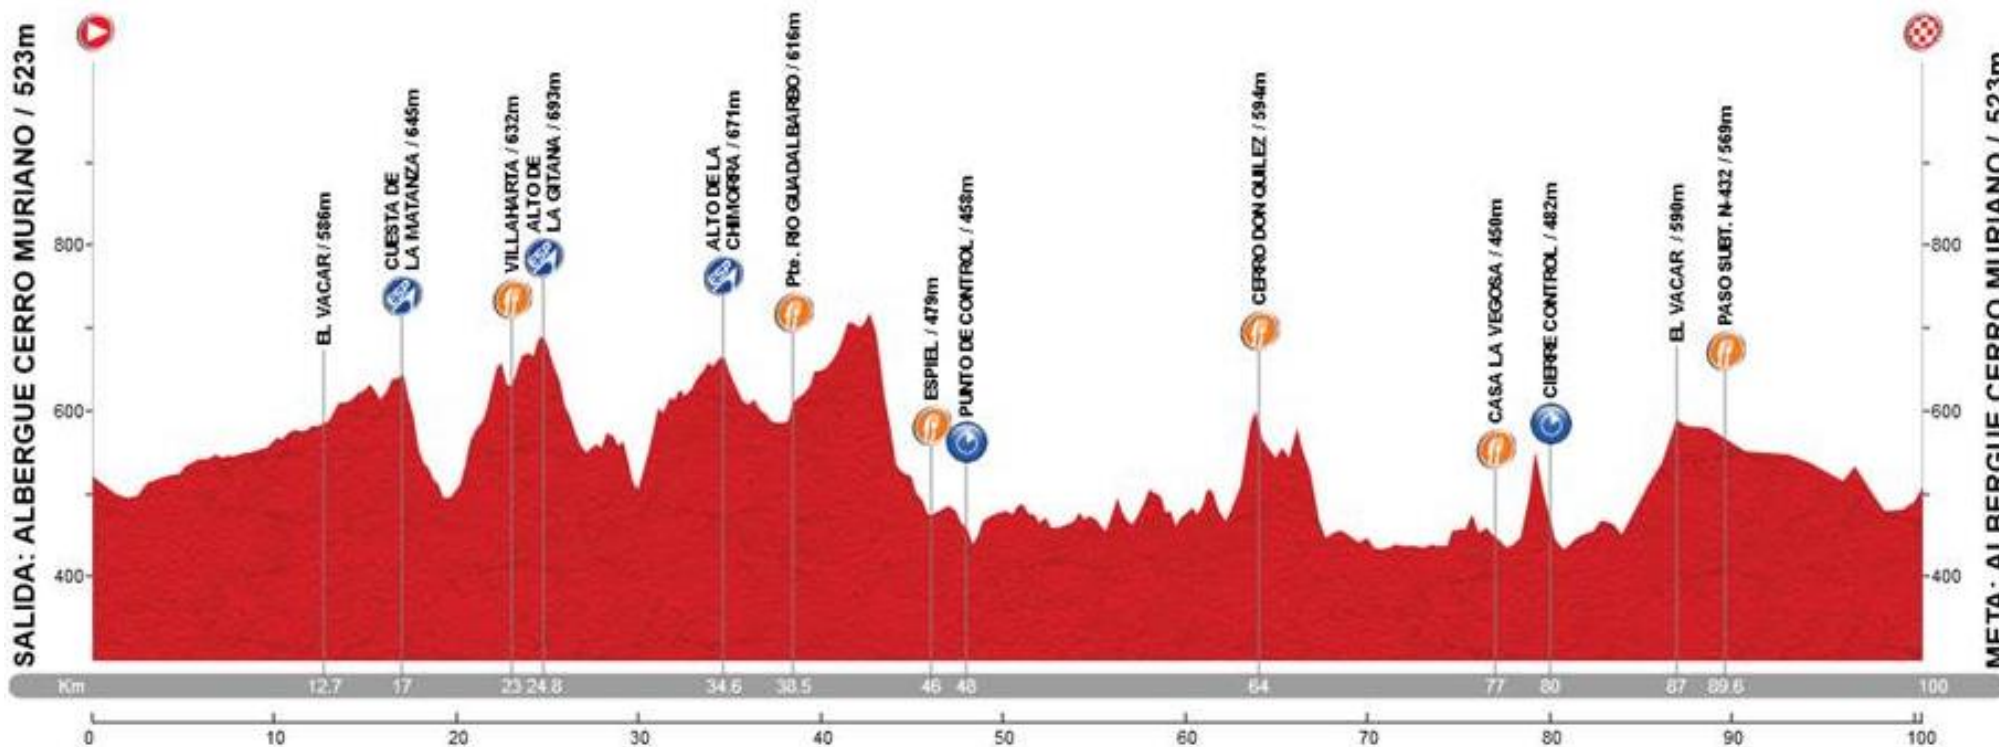 SALIDA: ALBERGUE CERRO MURIANO / 523m
EL VACAR / 586m
CUESTA DE
LA MATANZA / 645m
VILLAHARTA / 632m
ALTO DE
LA GITANA / 693m
ALTO DE LA
CHIMORRA / 671m
Pte. RIO GUADALBARBO / 616m
ESPIEL / 479m
PUNTO DE CONTROL / 458m
CERRO DON QUILEZ / 594m
CASA LA VEGOSA / 450m
CIERRE CONTROL / 482m
EL VACAR / 590m
PASO SUBT. N-432 / 569m
META: ALBERGUE CERRO MURIANO / 523m
ESP
ESP
ESP
800
600
400
800
600
400
Km 12.7 17 23 24.8 34.6 38.5 46 48 64 77 80 87 89.6 100
0 10 20 30 40 50 60 70 80 90 100